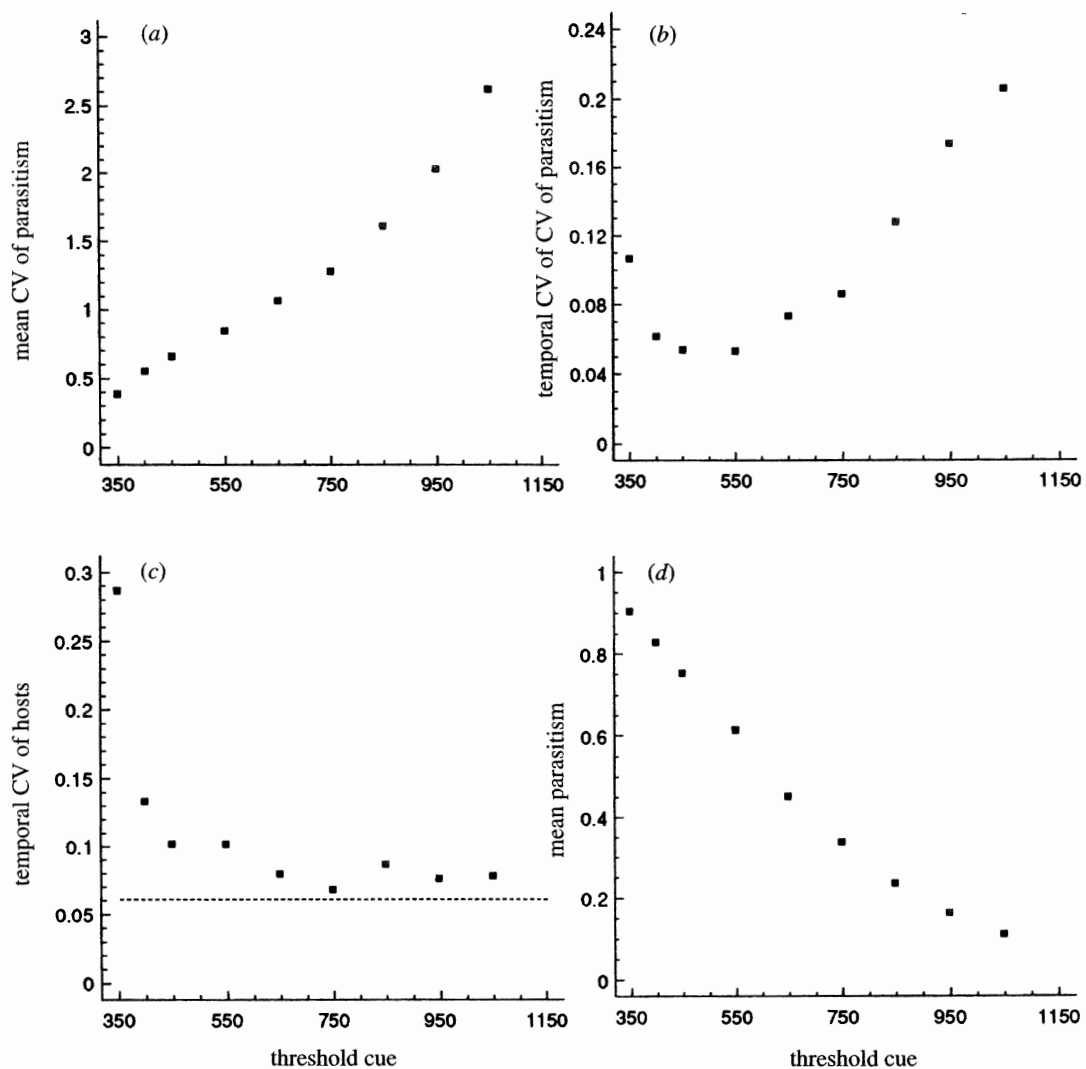 (a)
mean CV of parasitism
3
2.5
2
1.5
1
0.5
0
350 550 750 950 1150
(b)
temporal CV of CV of parasitism
0.24
0.2
0.16
0.12
0.08
0.04
0
350 550 750 950 1150
(c)
temporal CV of hosts
0.3
0.25
0.2
0.15
0.1
0.05
0
350 550 750 950 1150
threshold cue
(d)
mean parasitism
1
0.8
0.6
0.4
0.2
0
350 550 750 950 1150
threshold cue